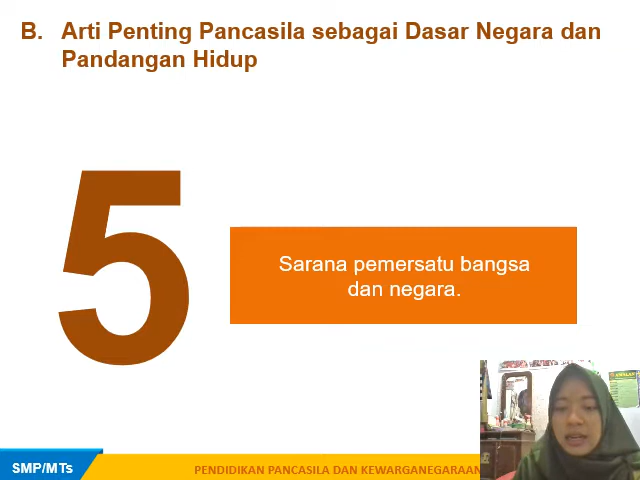 B. Arti Penting Pancasila sebagai Dasar Negara dan
Pandangan Hidup
5
Sarana pemersatu bangsa
dan negara.
SMP/MTs
PENDIDIKAN PANCASILA DAN KEWARGANEGARAAN